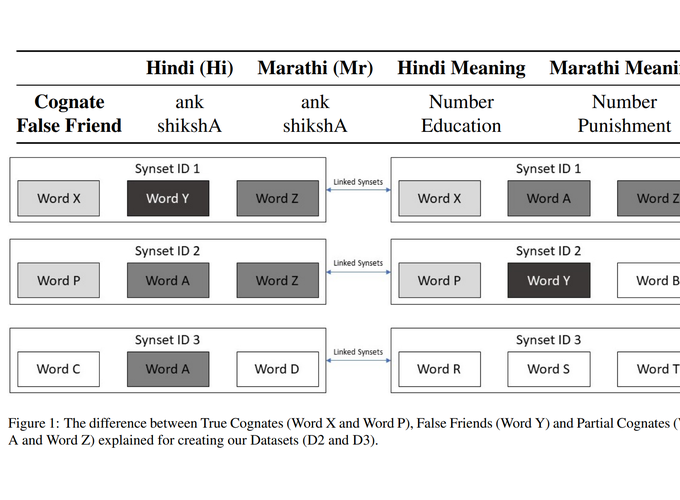 Hindi (Hi) Marathi (Mr) Hindi Meaning Marathi
Cognate ank ank Number Number
False Friend shikshA shikshA Education Punishment
Synset ID 1 Synset ID 1
Word X Word Y Word Z Linked Synsets Word X Word A Word Z
Synset ID 2 Synset ID 2
Word P Word A Word Z Linked Synsets Word P Word Y Word B
Synset ID 3 Synset ID 3
Word C Word A Word D Linked Synsets Word R Word S Word T
Figure 1: The difference between True Cognates (Word X and Word P), False Friends (Word Y) and Partial Cognates (
A and Word Z) explained for creating our Datasets (D2 and D3).